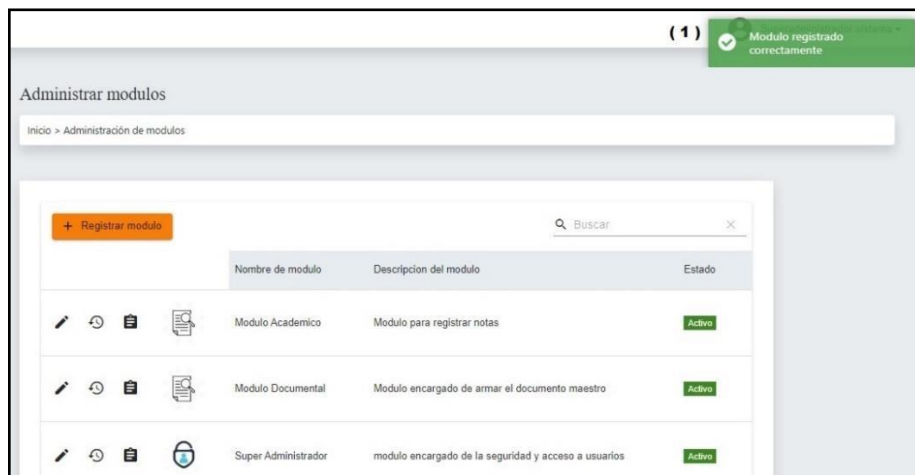 ( 1 )
Modulo registrado
correctamente
Administrar modulos
Inicio > Administración de modulos
+ Registrar modulo
Buscar
Nombre de modulo
Descripcion del modulo
Estado
Modulo Academico
Modulo para registrar notas
Activo
Modulo Documental
Modulo encargado de armar el documento maestro
Activo
Super Administrador
modulo encargado de la seguridad y acceso a usuarios
Activo